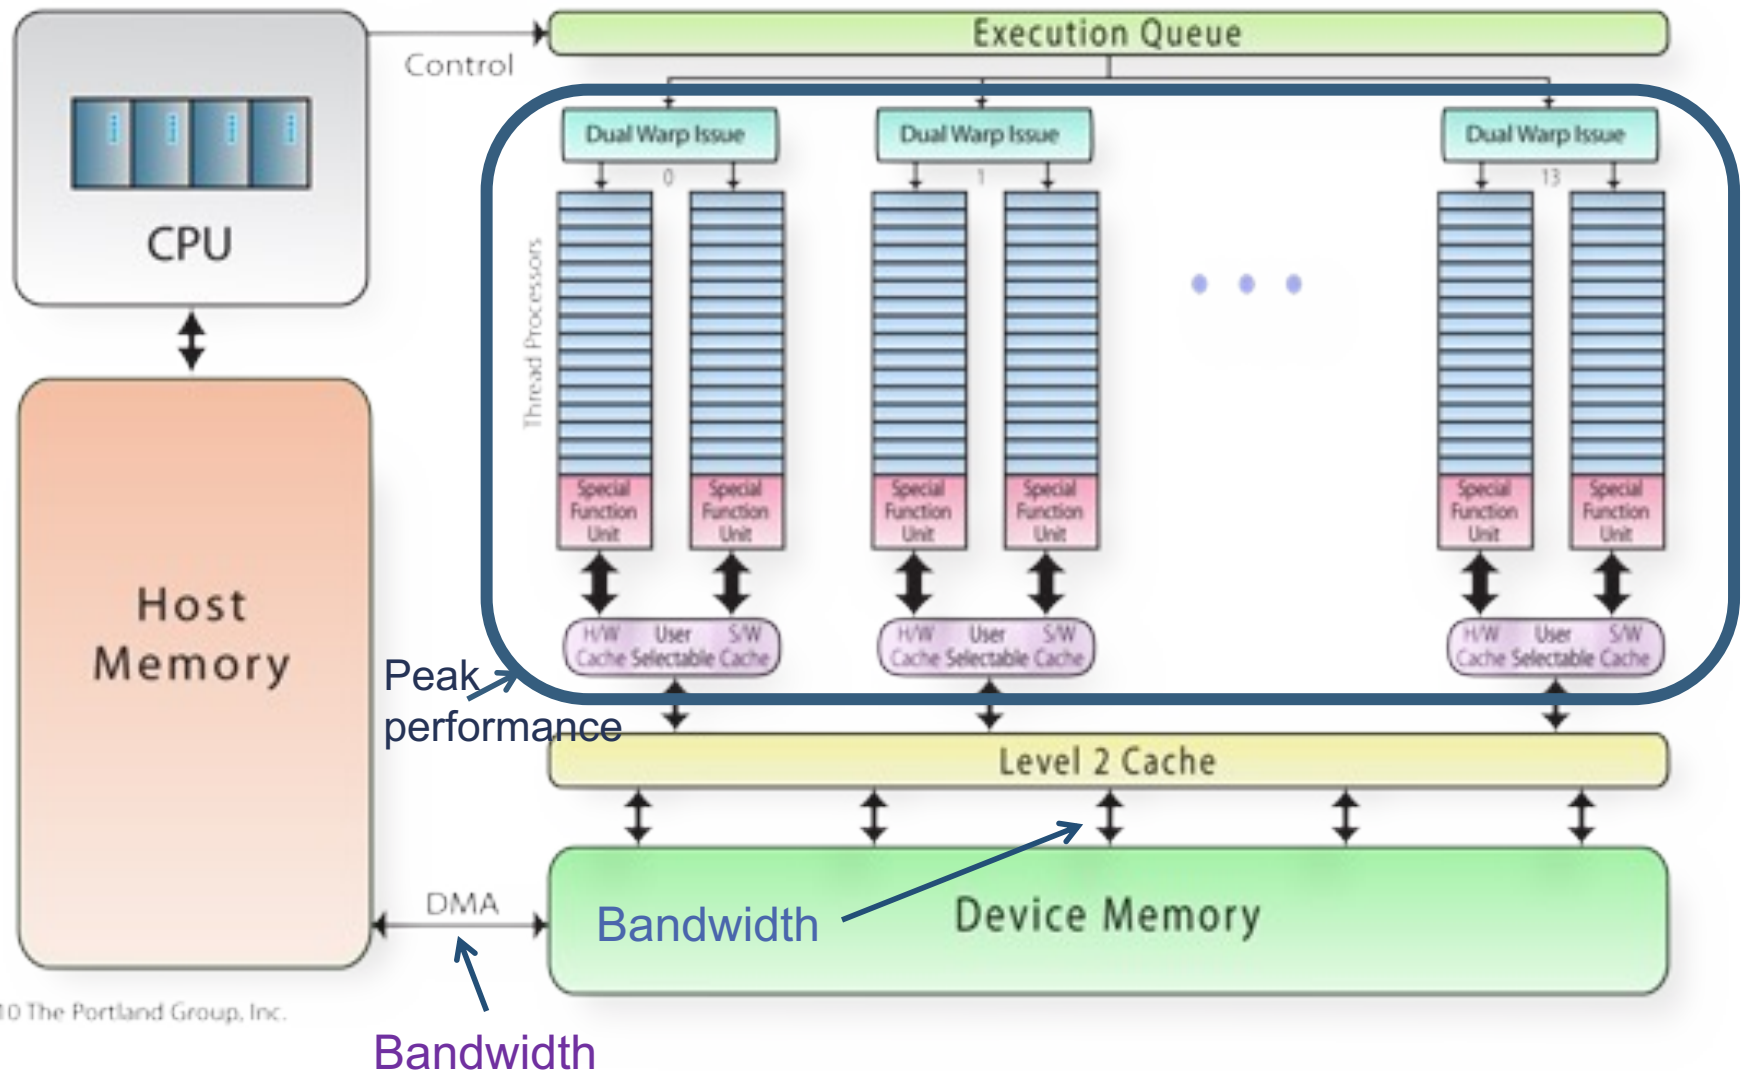 Execution Queue
Control
CPU
Dual Warp Issue
Dual Warp Issue
Dual Warp Issue
0
1
13
Thread Processors
Special
Function
Unit
Special
Function
Unit
Special
Function
Unit
Special
Function
Unit
Special
Function
Unit
Special
Function
Unit
H/W User S/W
Cache Selectable Cache
H/W User S/W
Cache Selectable Cache
H/W User S/W
Cache Selectable Cache
Host
Memory
Peak
performance
Level 2 Cache
DMA
Bandwidth
Device Memory
10 The Portland Group, Inc.
Bandwidth